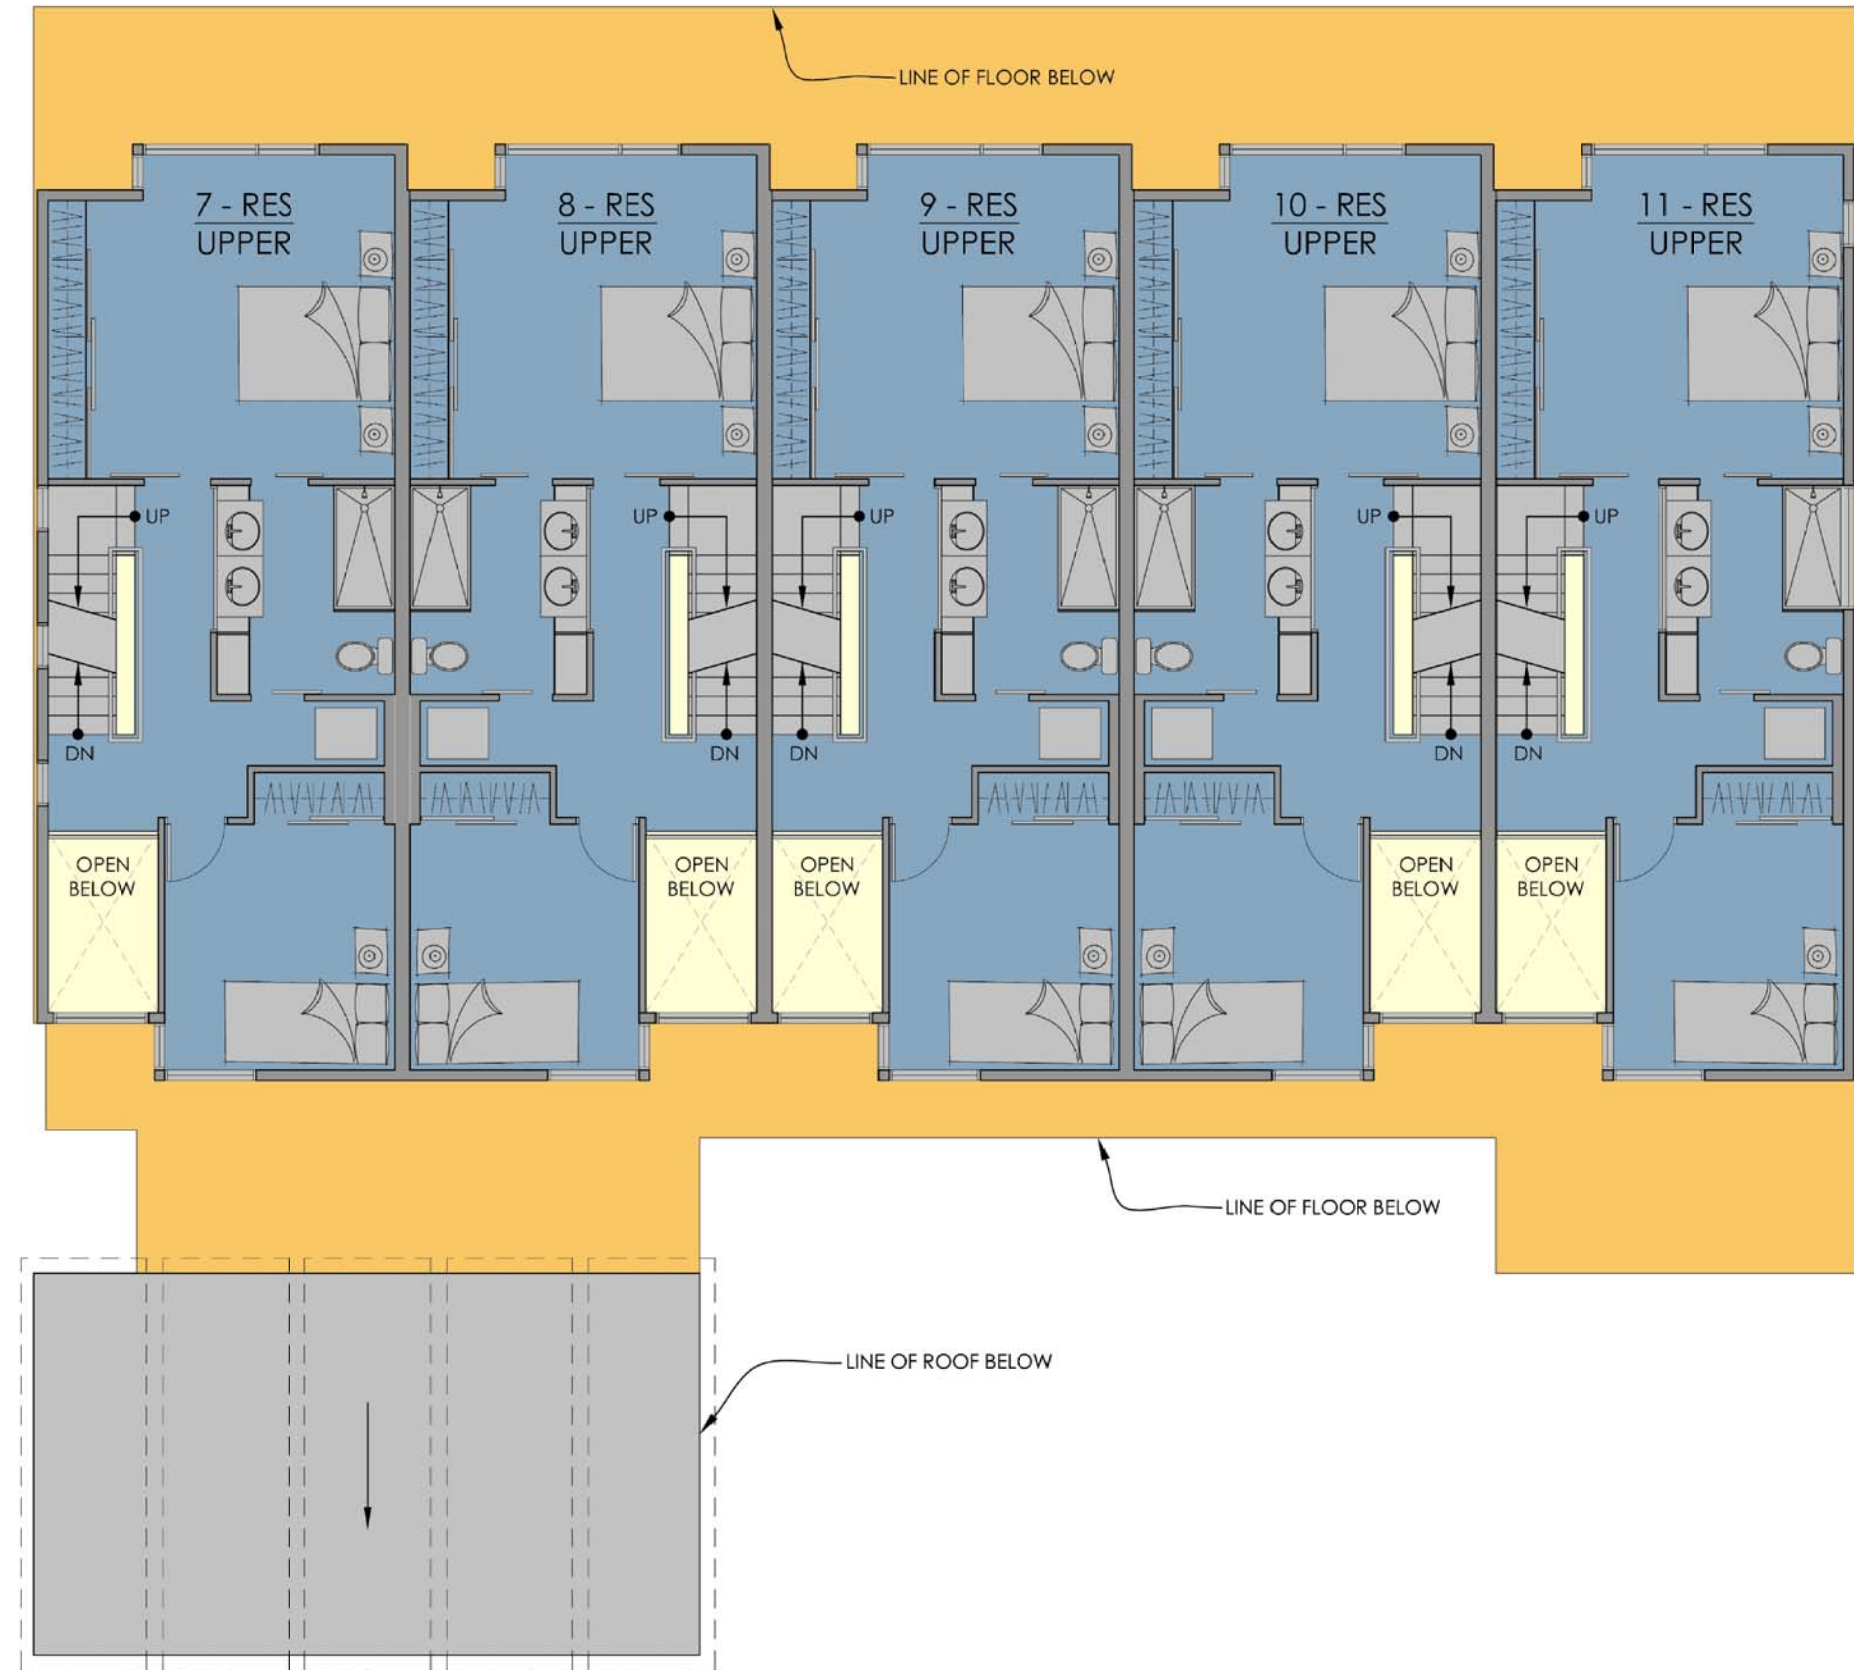 LINE OF FLOOR BELOW
7 - RES
UPPER
8 - RES
UPPER
9 - RES
UPPER
10 - RES
UPPER
11 - RES
UPPER
UP
UP
UP
UP
UP
DN
DN
DN
DN
DN
OPEN
BELOW
OPEN
BELOW
OPEN
BELOW
OPEN
BELOW
OPEN
BELOW
LINE OF FLOOR BELOW
LINE OF ROOF BELOW